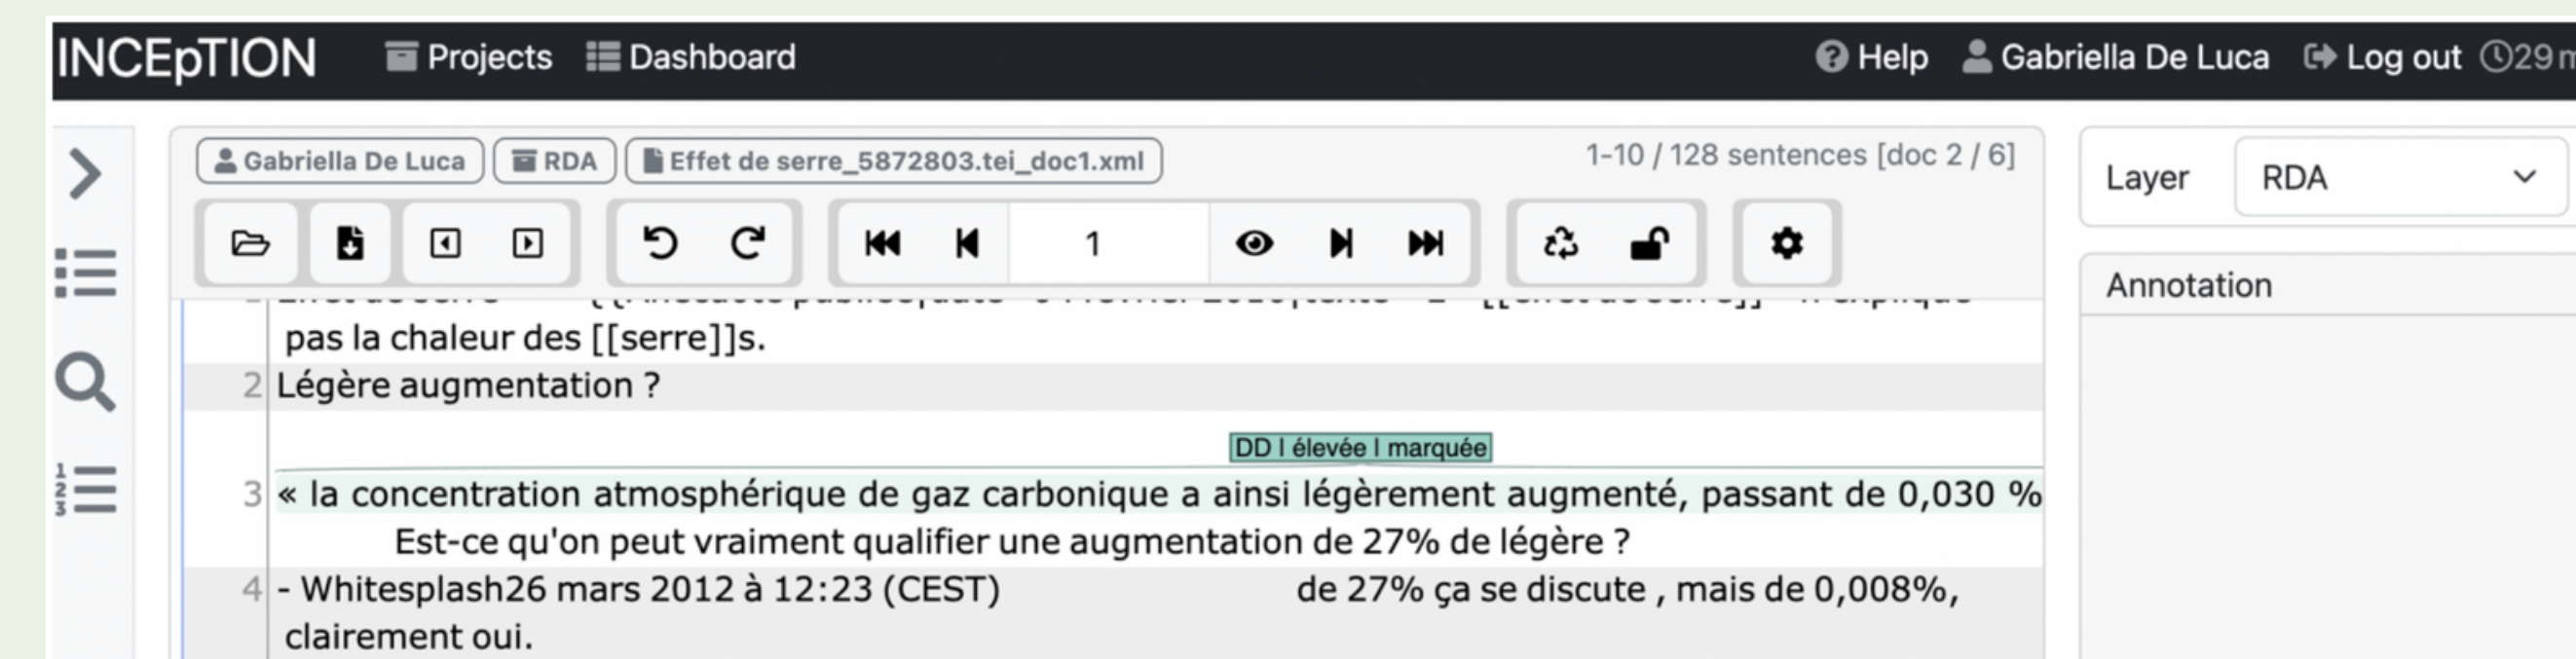 INCEpTION Projects Dashboard Help Gabriella De Luca Log out 29
Gabriella De Luca RDA Effet de serre_5872803.tei_doc1.xml 1-10 / 128 sentences [doc 2 / 6]
Layer RDA
1
Annotation
pas la chaleur des [[serre]]s.
2 Légère augmentation ?
DD | élevée | marquée
3 « la concentration atmosphérique de gaz carbonique a ainsi légèrement augmenté, passant de 0,030 %
Est-ce qu'on peut vraiment qualifier une augmentation de 27% de légère ?
4 - Whitesplash26 mars 2012 à 12:23 (CEST) de 27% ça se discute , mais de 0,008%,
clairement oui.